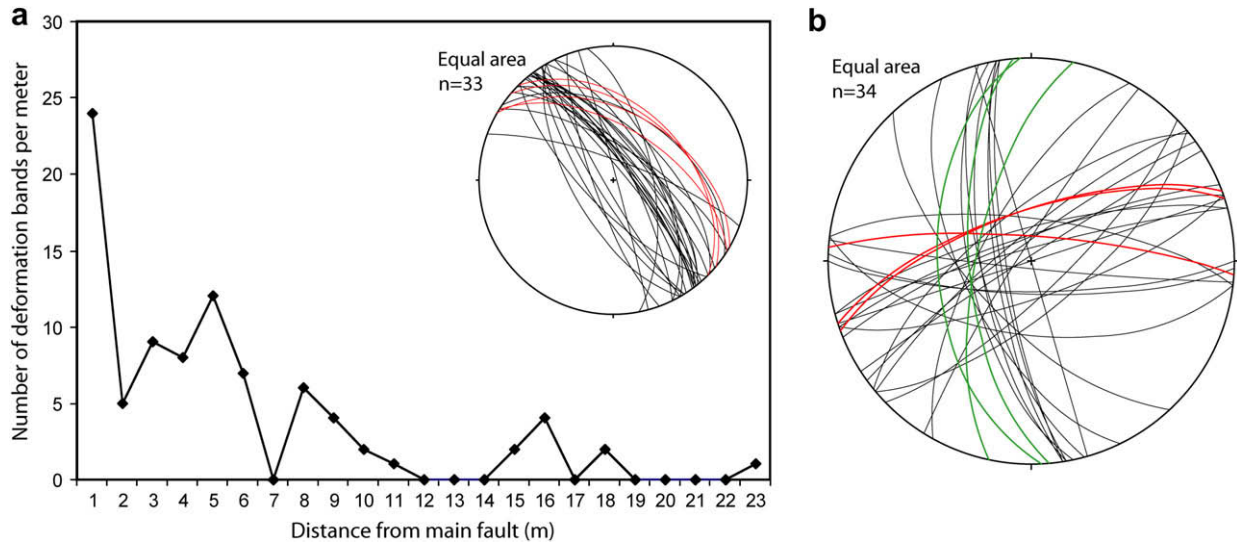 a
Number of deformation bands per meter
30
25
20
15
10
5
0
1 2 3 4 5 6 7 8 9 10 11 12 13 14 15 16 17 18 19 20 21 22 23
Distance from main fault (m)
Equal area
n=33
b
Equal area
n=34